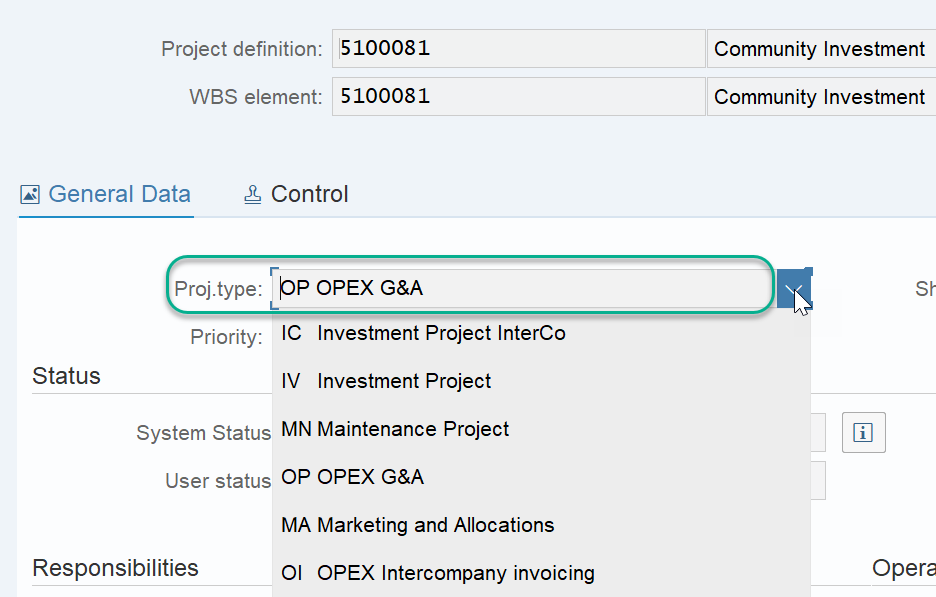 Project definition: 5100081 Community Investment
WBS element: 5100081 Community Investment
General Data Control
Proj.type: OP OPEX G&A Sh
Priority: IC Investment Project InterCo
IV Investment Project
Status
MN Maintenance Project
System Status
OP OPEX G&A
User status
MA Marketing and Allocations
OI OPEX Intercompany invoicing
Responsibilities Opera